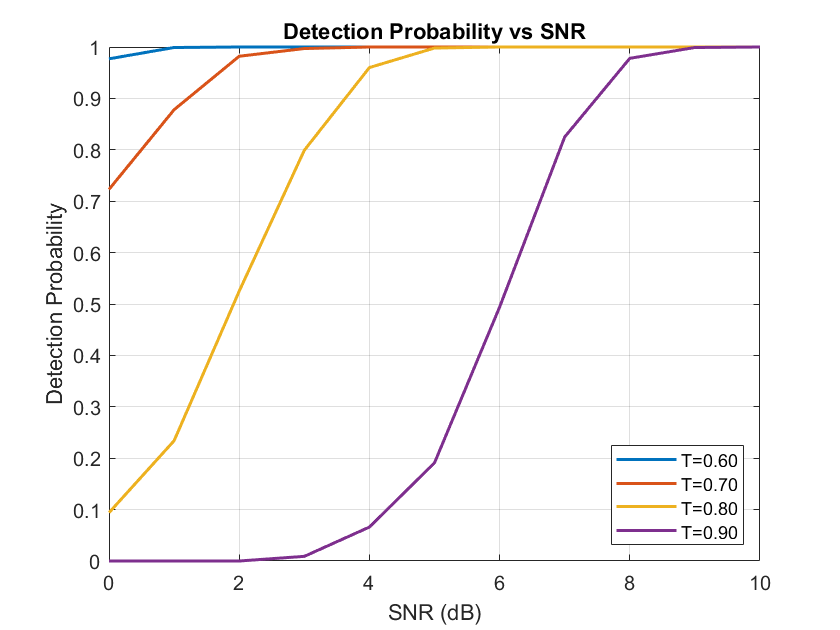 Detection Probability vs SNR
1
0.9
0.8
0.7
0.6
0.5
0.4
0.3
0.2
0.1
0
Detection Probability
0 2 4 6 8 10
SNR (dB)
T=0.60
T=0.70
T=0.80
T=0.90